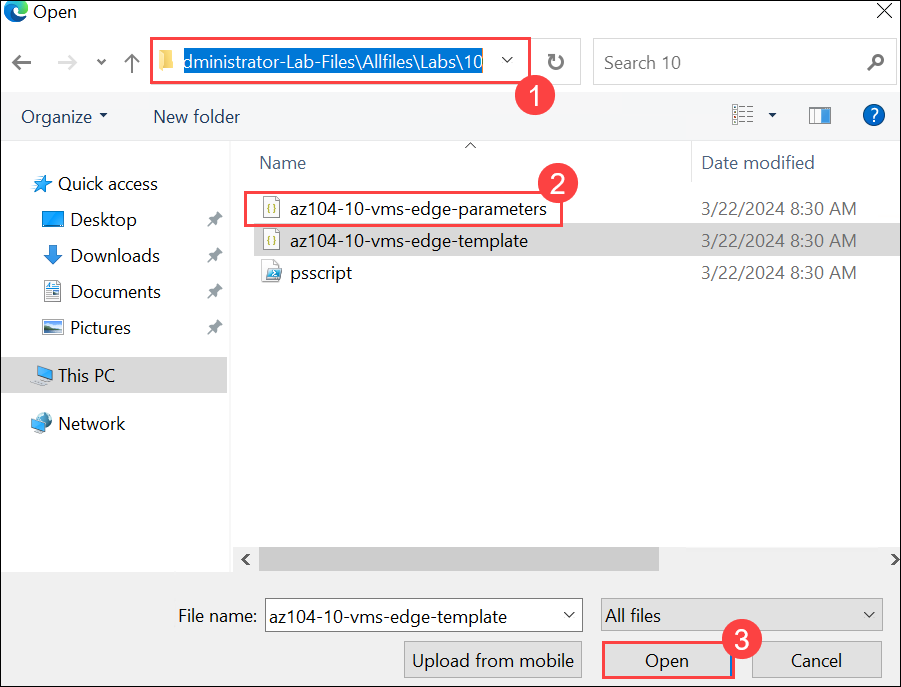 Open
dministrator-Lab-Files\Allfiles\Labs\10
Search 10
1
Organize
New folder
?
Name
Date modified
2
Quick access
Desktop
Downloads
Documents
Pictures
This PC
Network
az104-10-vms-edge-parameters 3/22/2024 8:30 AM
az104-10-vms-edge-template 3/22/2024 8:30 AM
psscript 3/22/2024 8:30 AM
File name: az104-10-vms-edge-template
All files
3
Upload from mobile
Open
Cancel